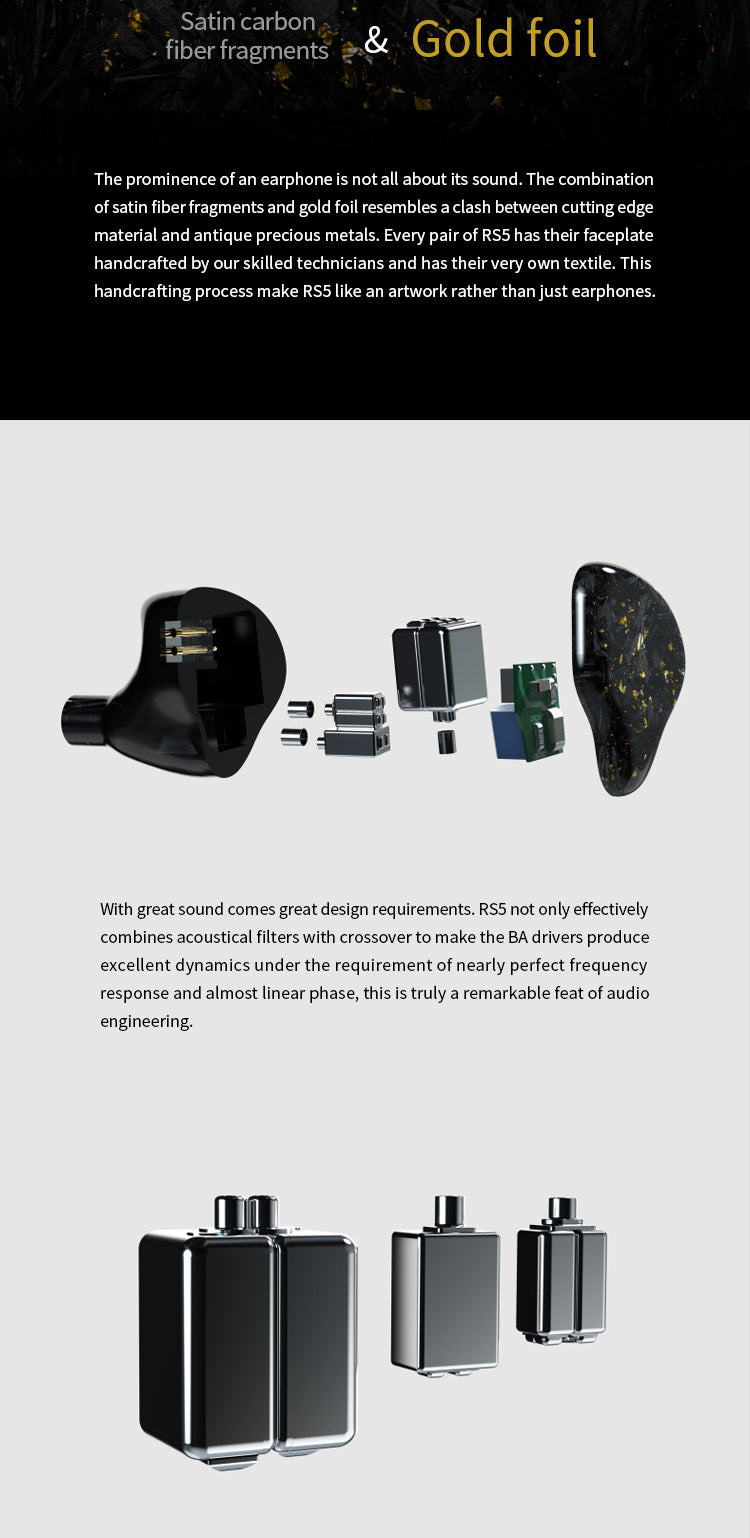 Satin carbon
fiber fragments
& Gold foil
The prominence of an earphone is not all about its sound. The combination
of satin fiber fragments and gold foil resembles a clash between cutting edge
material and antique precious metals. Every pair of RS5 has their faceplate
handcrafted by our skilled technicians and has their very own textile. This
handcrafting process make RS5 like an artwork rather than just earphones.
With great sound comes great design requirements. RS5 not only effectively
combines acoustical filters with crossover to make the BA drivers produce
excellent dynamics under the requirement of nearly perfect frequency
response and almost linear phase, this is truly a remarkable feat of audio
engineering.